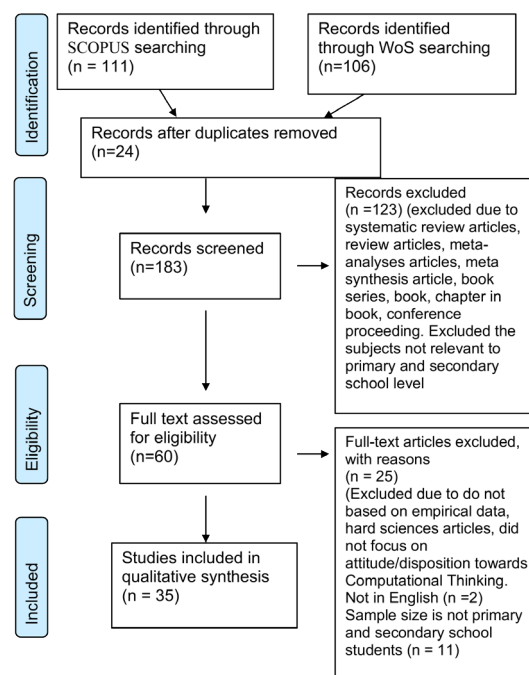 Identification
Records identified through
SCOPUS searching
(n = 111)
Records identified
through WoS searching
(n=106)
Records after duplicates removed
(n=24)
Screening
Records screened
(n=183)
Records excluded
(n =123) (excluded due to
systematic review articles,
review articles, meta-
analyses articles, meta
synthesis article, book
series, book, chapter in
book, conference
proceeding. Excluded the
subjects not relevant to
primary and secondary
school level
Eligibility
Full text assessed
for eligibility
(n=60)
Full-text articles excluded,
with reasons
(n = 25)
(Excluded due to do not
based on empirical data,
hard sciences articles, did
not focus on
attitude/disposition towards
Computational Thinking.
Not in English (n =2)
Sample size is not primary
and secondary school
students (n = 11)
Included
Studies included in
qualitative synthesis
(n = 35)